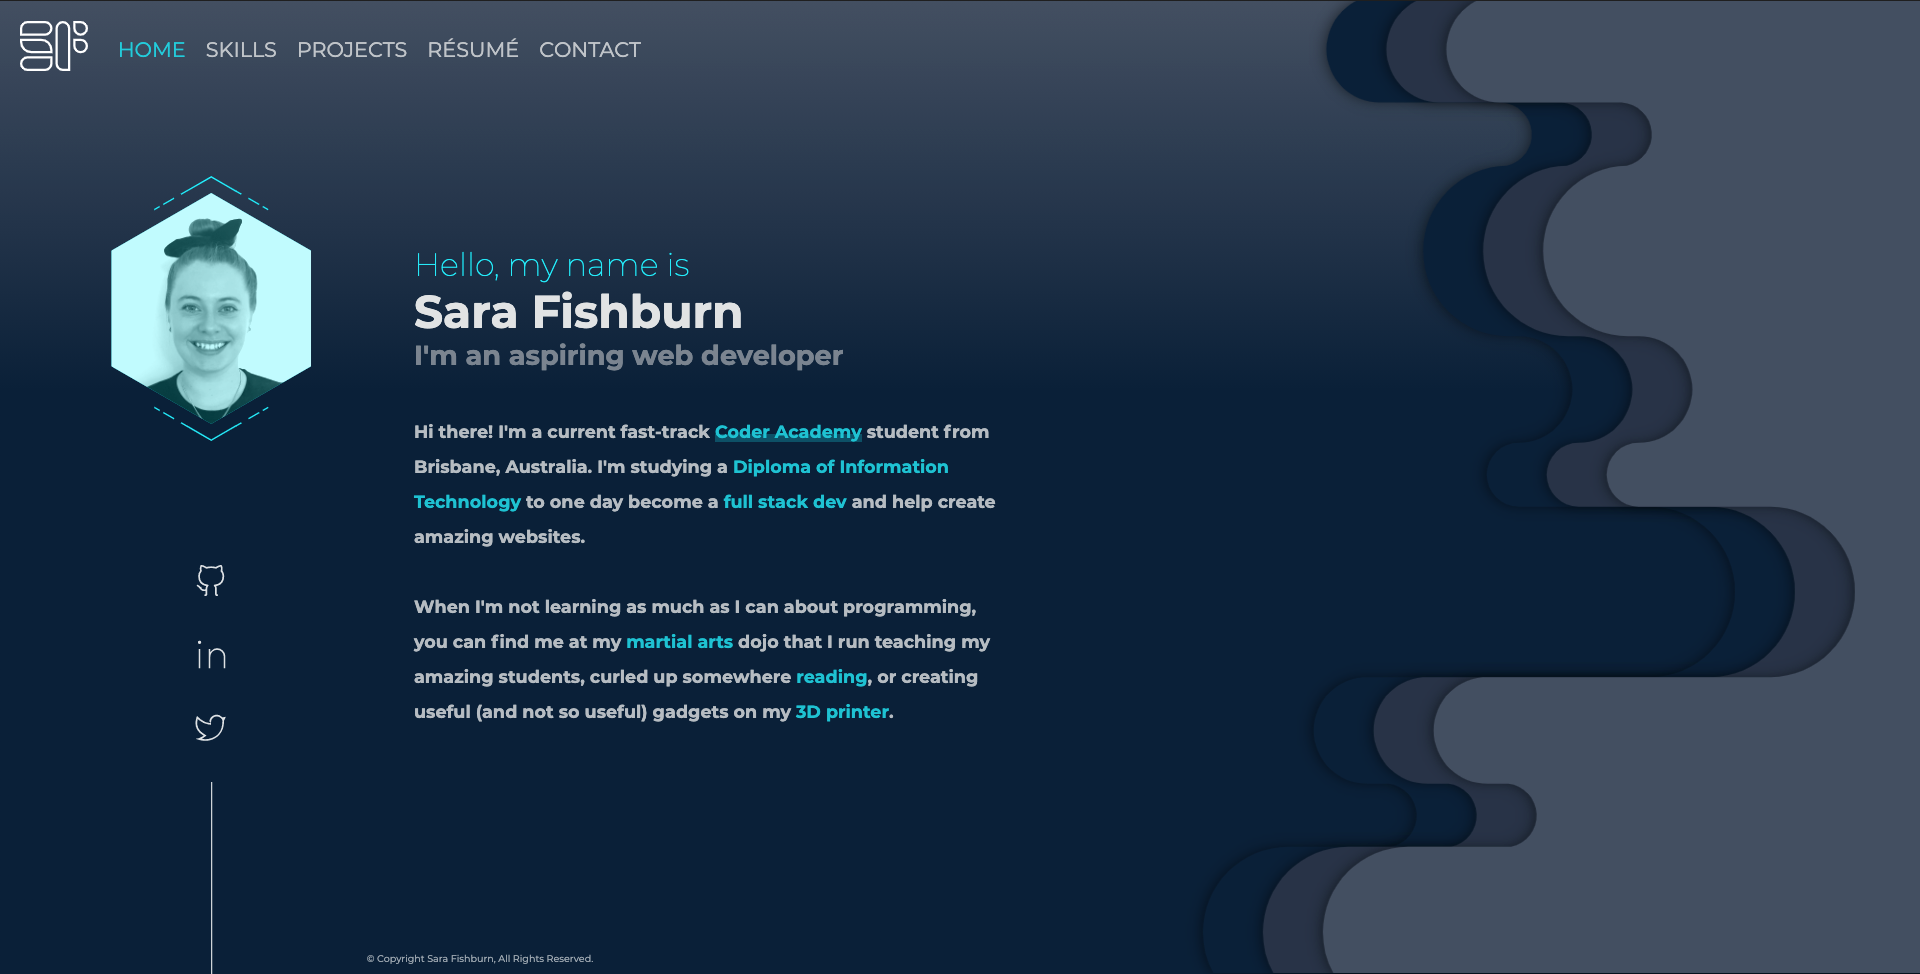 HOME SKILLS PROJECTS RÉSUMÉ CONTACT
Hello, my name is
Sara Fishburn
I'm an aspiring web developer
Hi there! I'm a current fast-track Coder Academy student from
Brisbane, Australia. I'm studying a Diploma of Information
Technology to one day become a full stack dev and help create
amazing websites.
When I'm not learning as much as I can about programming,
you can find me at my martial arts dojo that I run teaching my
amazing students, curled up somewhere reading, or creating
useful (and not so useful) gadgets on my 3D printer.
in
© Copyright Sara Fishburn, All Rights Reserved.